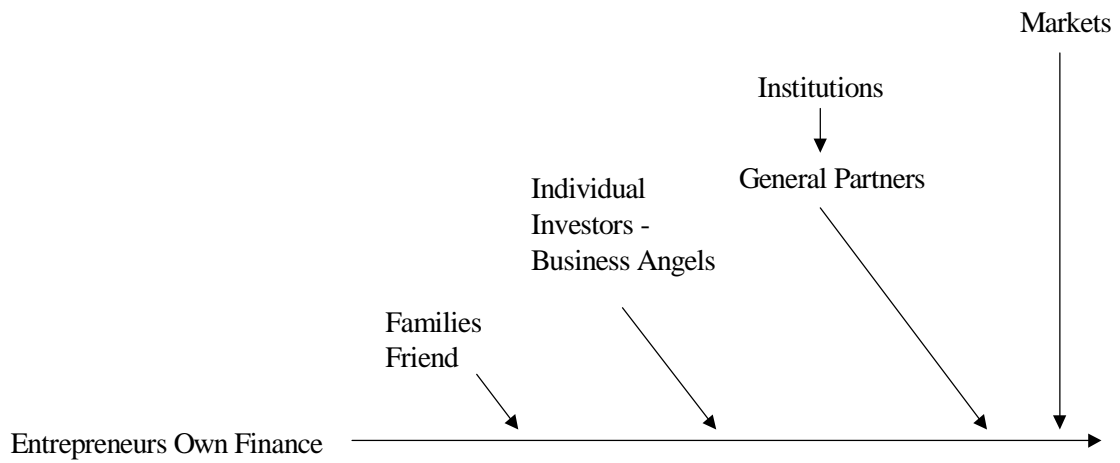 Markets
Institutions
General Partners
Individual
Investors -
Business Angels
Families
Friend
Entrepreneurs Own Finance